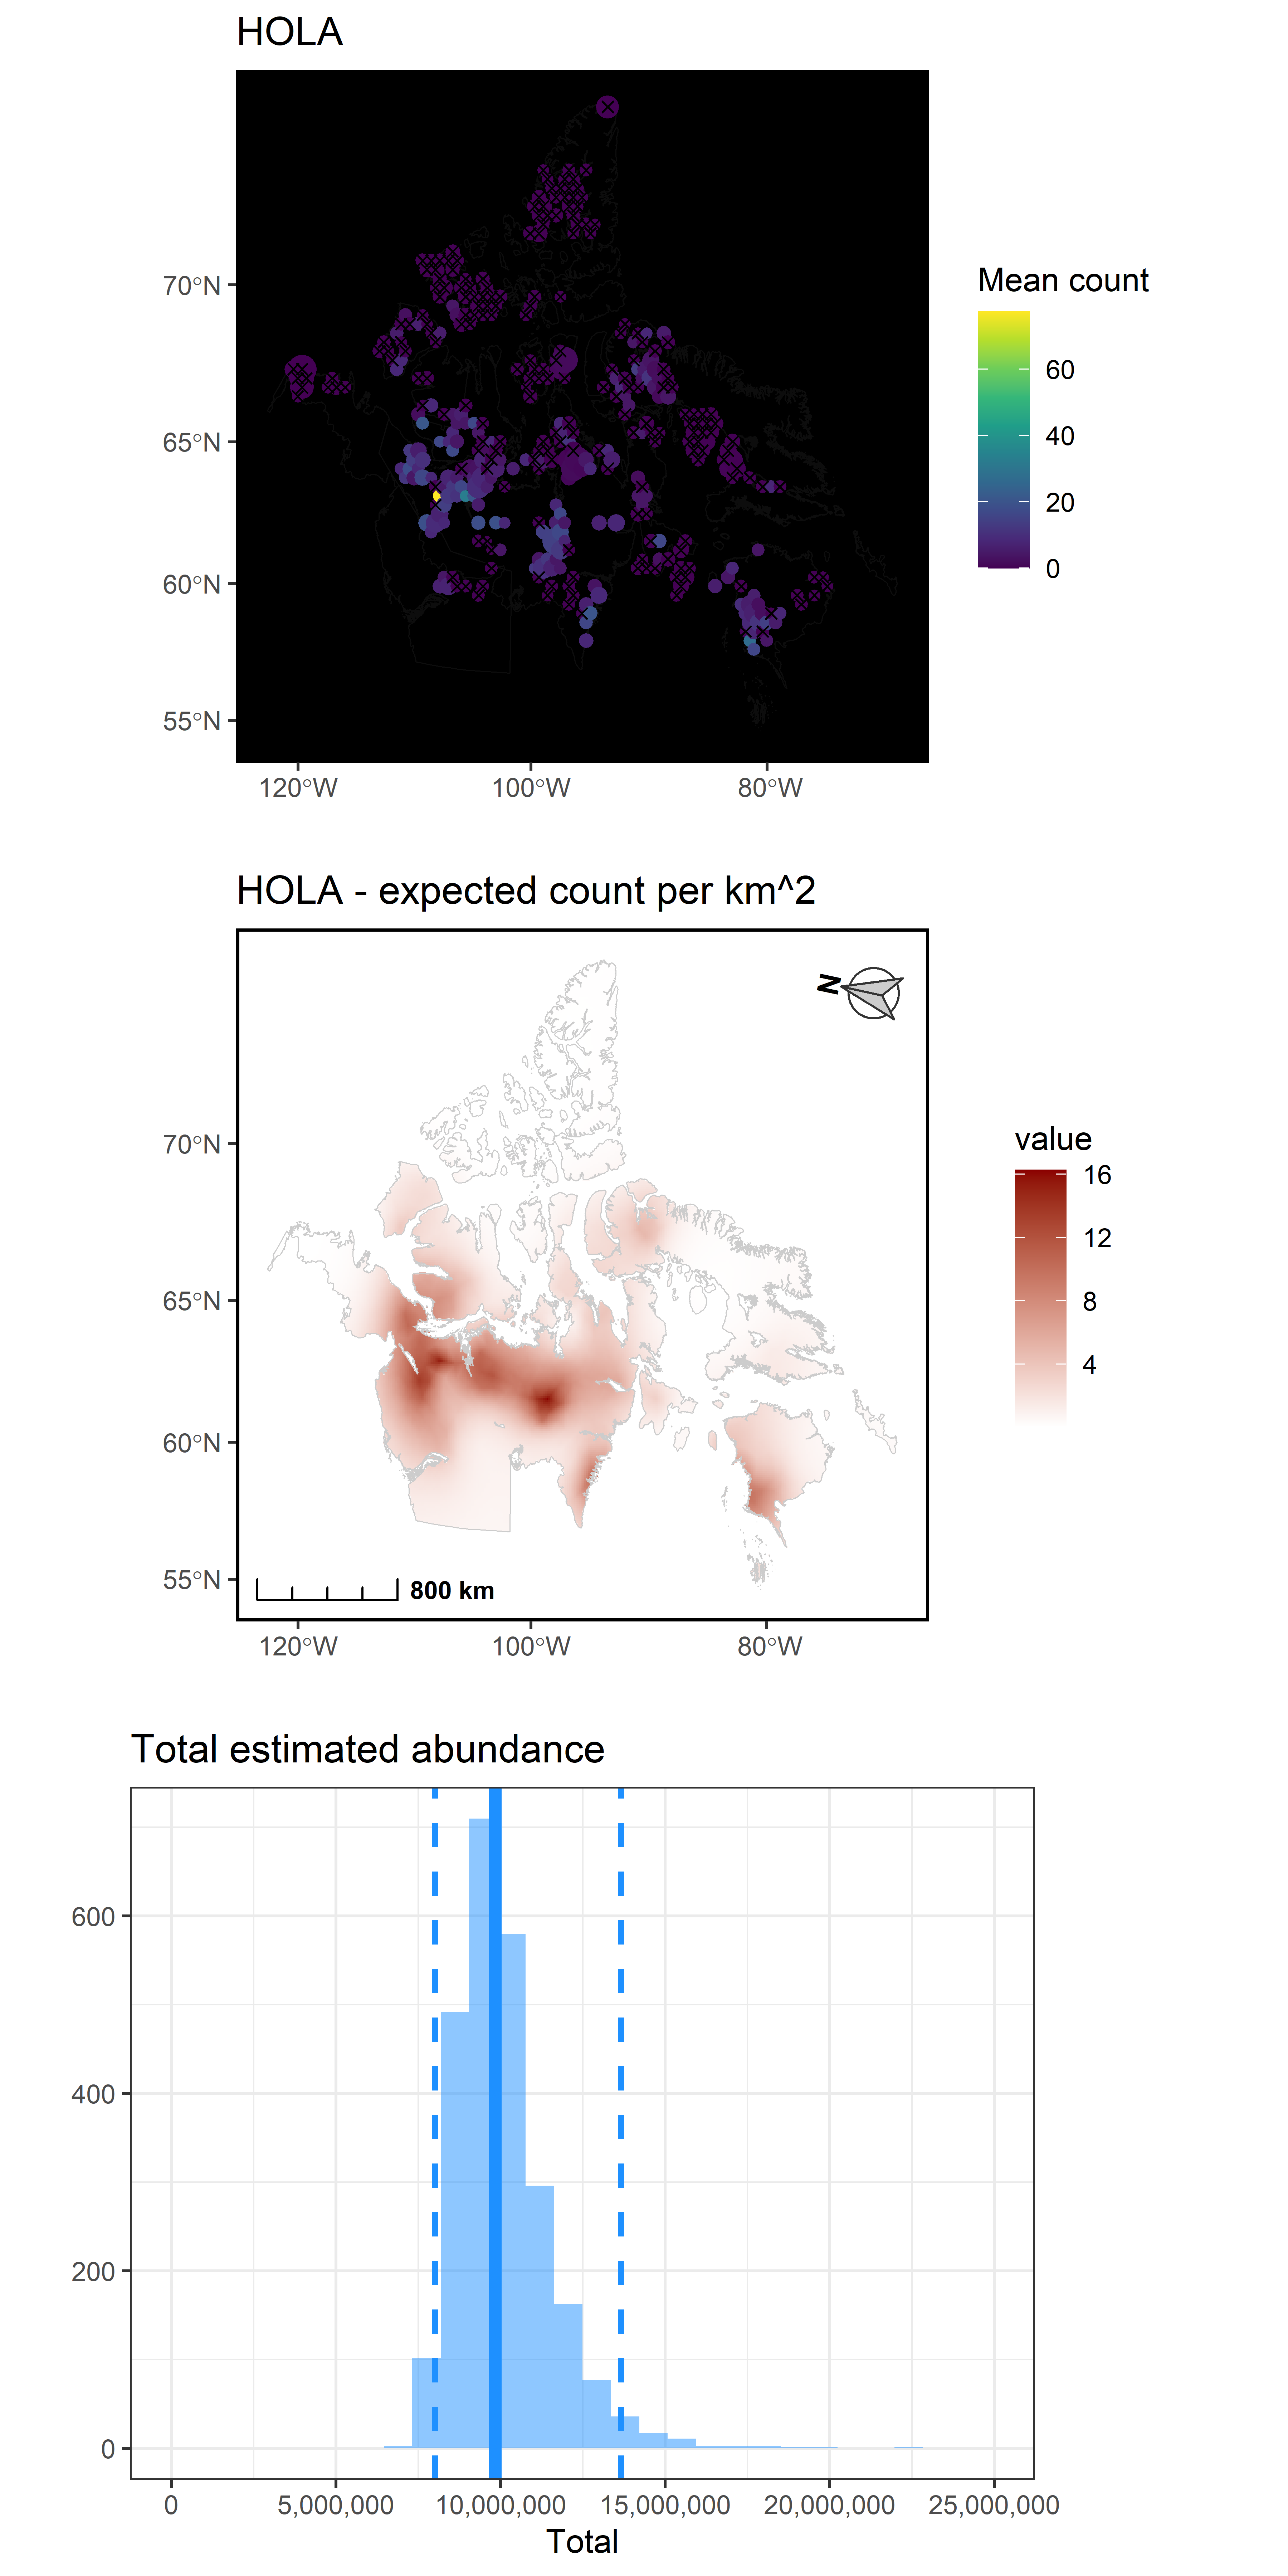 HOLA
70°N
65°N
60°N
55°N
120°W 100°W 80°W
Mean count
60
40
20
0
HOLA - expected count per km^2
N
70°N
65°N
60°N
55°N
800 km
120°W 100°W 80°W
value
16
12
8
4
Total estimated abundance
600
400
200
0
0 5,000,000 10,000,000 15,000,000 20,000,000 25,000,000
Total